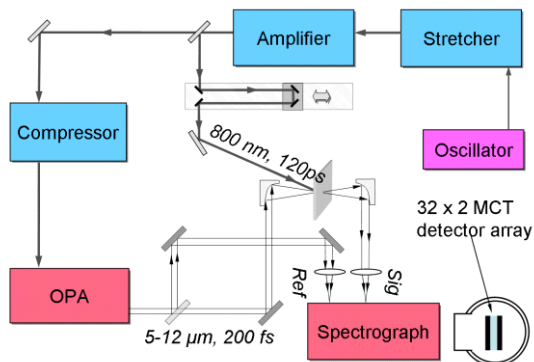 Amplifier
Stretcher
Compressor
Oscillator
800 nm, 120ps
32 x 2 MCT
detector array
OPA
Ref
Sig
5-12 µm, 200 fs
Spectrograph